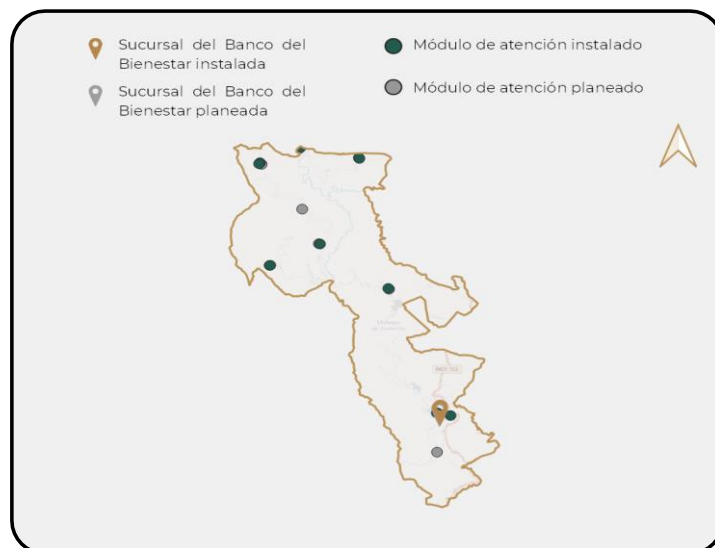 Sucursal del Banco del
Bienestar instalada
Módulo de atención instalado
Sucursal del Banco del
Bienestar planeada
Módulo de atención planeado